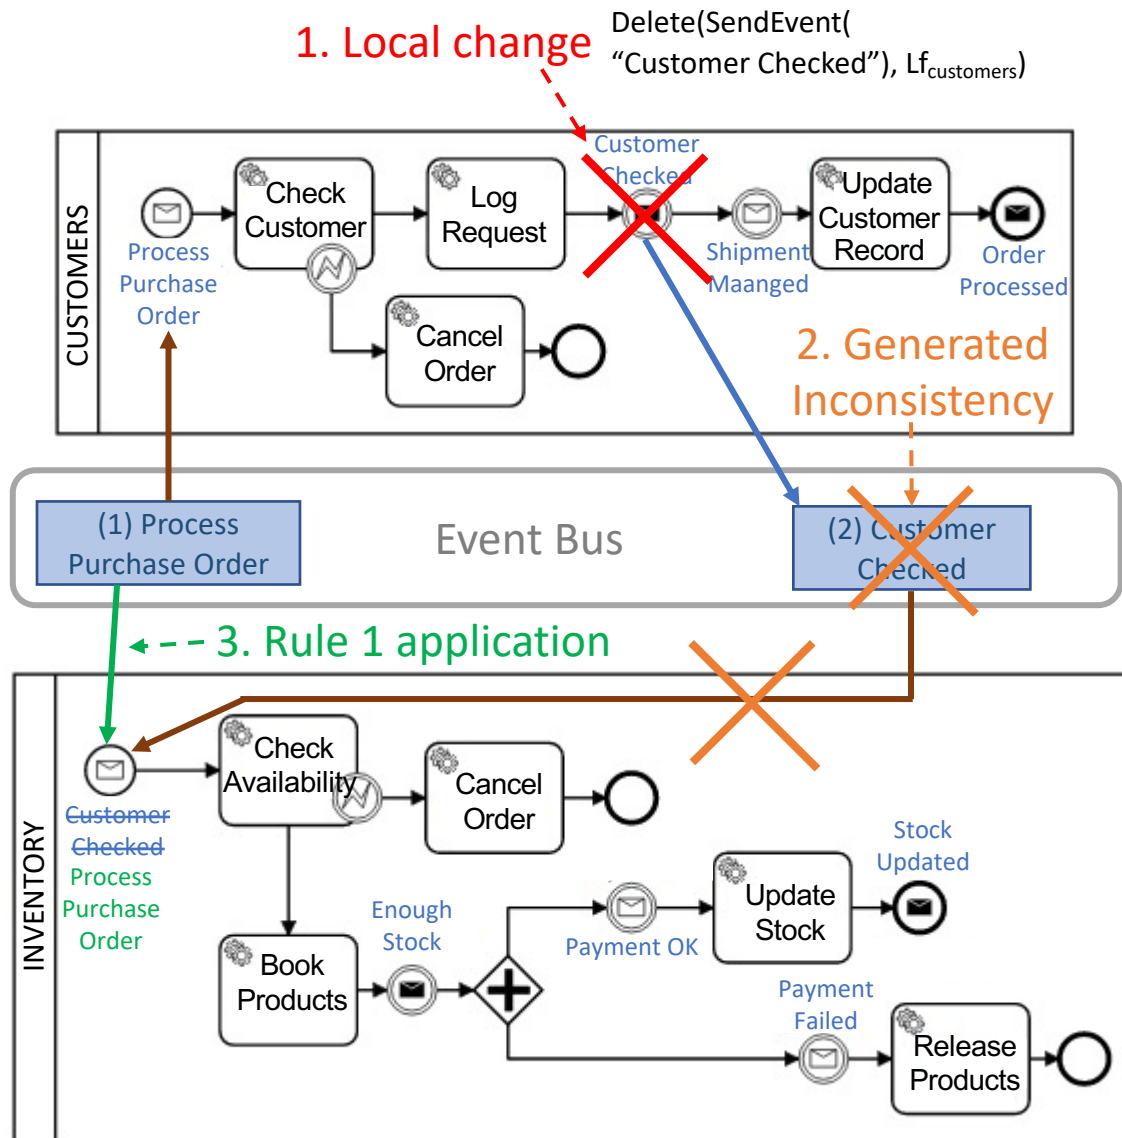 1. Local change
Delete(SendEvent(
“Customer Checked”), Lfcustomers)
CUSTOMERS
Process
Purchase
Order
Check
Customer
Log
Request
Customer
Checked
Shipment
Maanged
Update
Customer
Record
Order
Processed
Cancel
Order
2. Generated
Inconsistency
(1) Process
Purchase Order
Event Bus
(2) Customer
Checked
3. Rule 1 application
INVENTORY
Customer
Checked
Process
Purchase
Order
Check
Availability
Cancel
Order
Book
Products
Enough
Stock
Payment OK
Update
Stock
Stock
Updated
Payment
Failed
Release
Products